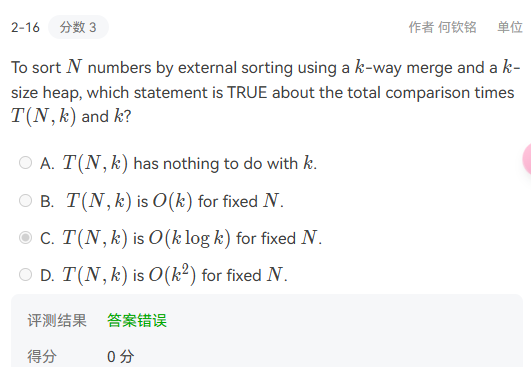 2-16 分数 3 作者 何钦铭 单位
To sort N numbers by external sorting using a k-way merge and a k-
size heap, which statement is TRUE about the total comparison times
T(N, k) and k?
A. T(N, k) has nothing to do with k.
B. T(N, k) is O(k) for fixed N.
C. T(N, k) is O(k log k) for fixed N.
D. T(N, k) is O(k²) for fixed N.
评测结果 答案错误
得分 0 分